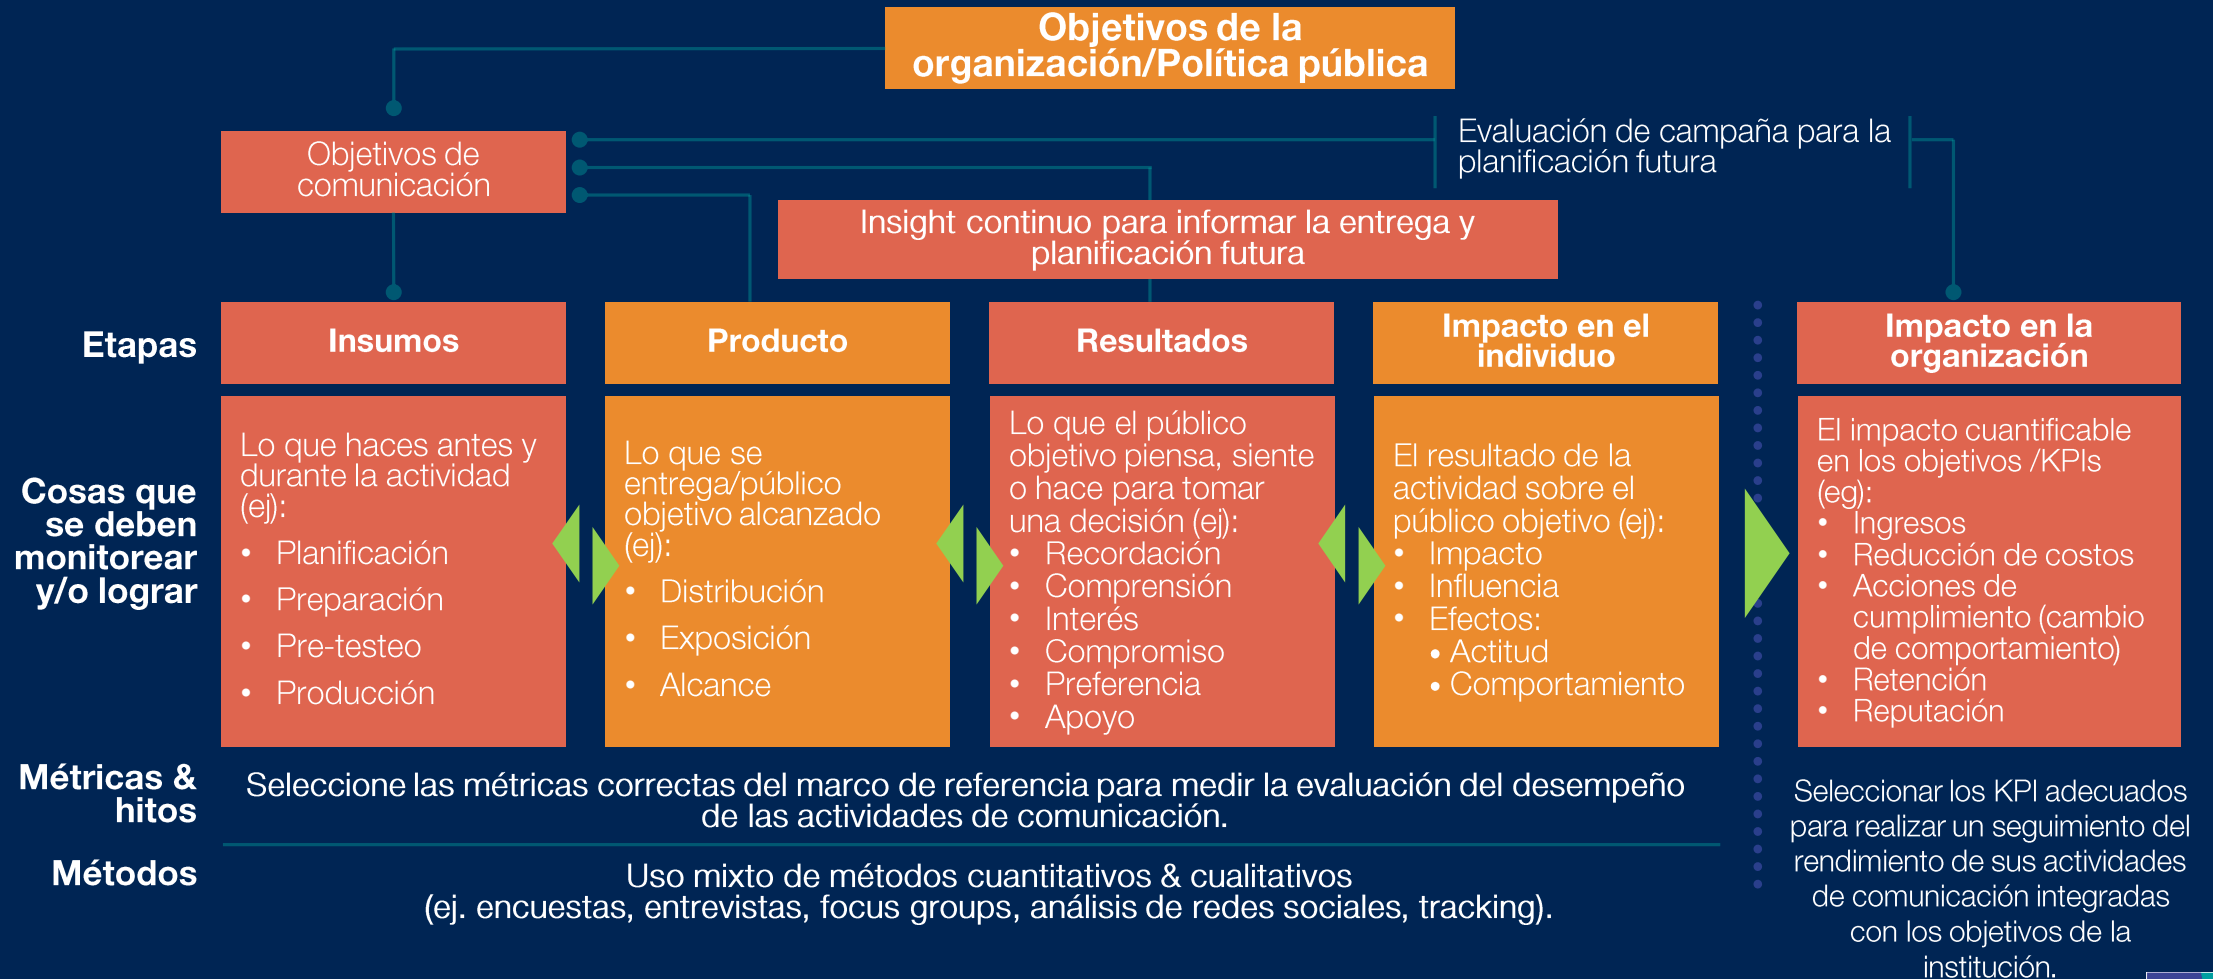 Objetivos de la
organización/Política pública
Objetivos de
comunicación
Evaluación de campaña para la
planificación futura
Insight continuo para informar la entrega y
planificación futura
Etapas
Insumos
Producto
Resultados
Impacto en el
individuo
Impacto en la
organización
Cosas que
se deben
monitorear
y/o lograr
Lo que haces antes y
durante la actividad
(ej):
• Planificación
• Preparación
• Pre-testeo
• Producción
Lo que se
entrega/público
objetivo alcanzado
(ej):
• Distribución
• Exposición
• Alcance
Lo que el público
objetivo piensa, siente
o hace para tomar
una decisión (ej):
• Recordación
• Comprensión
• Interés
• Compromiso
• Preferencia
• Apoyo
El resultado de la
actividad sobre el
público objetivo (ej):
• Impacto
• Influencia
• Efectos:
• Actitud
• Comportamiento
El impacto cuantificable
en los objetivos /KPIs
(eg):
• Ingresos
• Reducción de costos
• Acciones de
cumplimiento (cambio
de comportamiento)
• Retención
• Reputación
Métricas &
hitos
Seleccione las métricas correctas del marco de referencia para medir la evaluación del desempeño
de las actividades de comunicación.
Métodos
Uso mixto de métodos cuantitativos & cualitativos
(ej. encuestas, entrevistas, focus groups, análisis de redes sociales, tracking).
Seleccionar los KPI adecuados
para realizar un seguimiento del
rendimiento de sus actividades
de comunicación integradas
con los objetivos de la
institución.